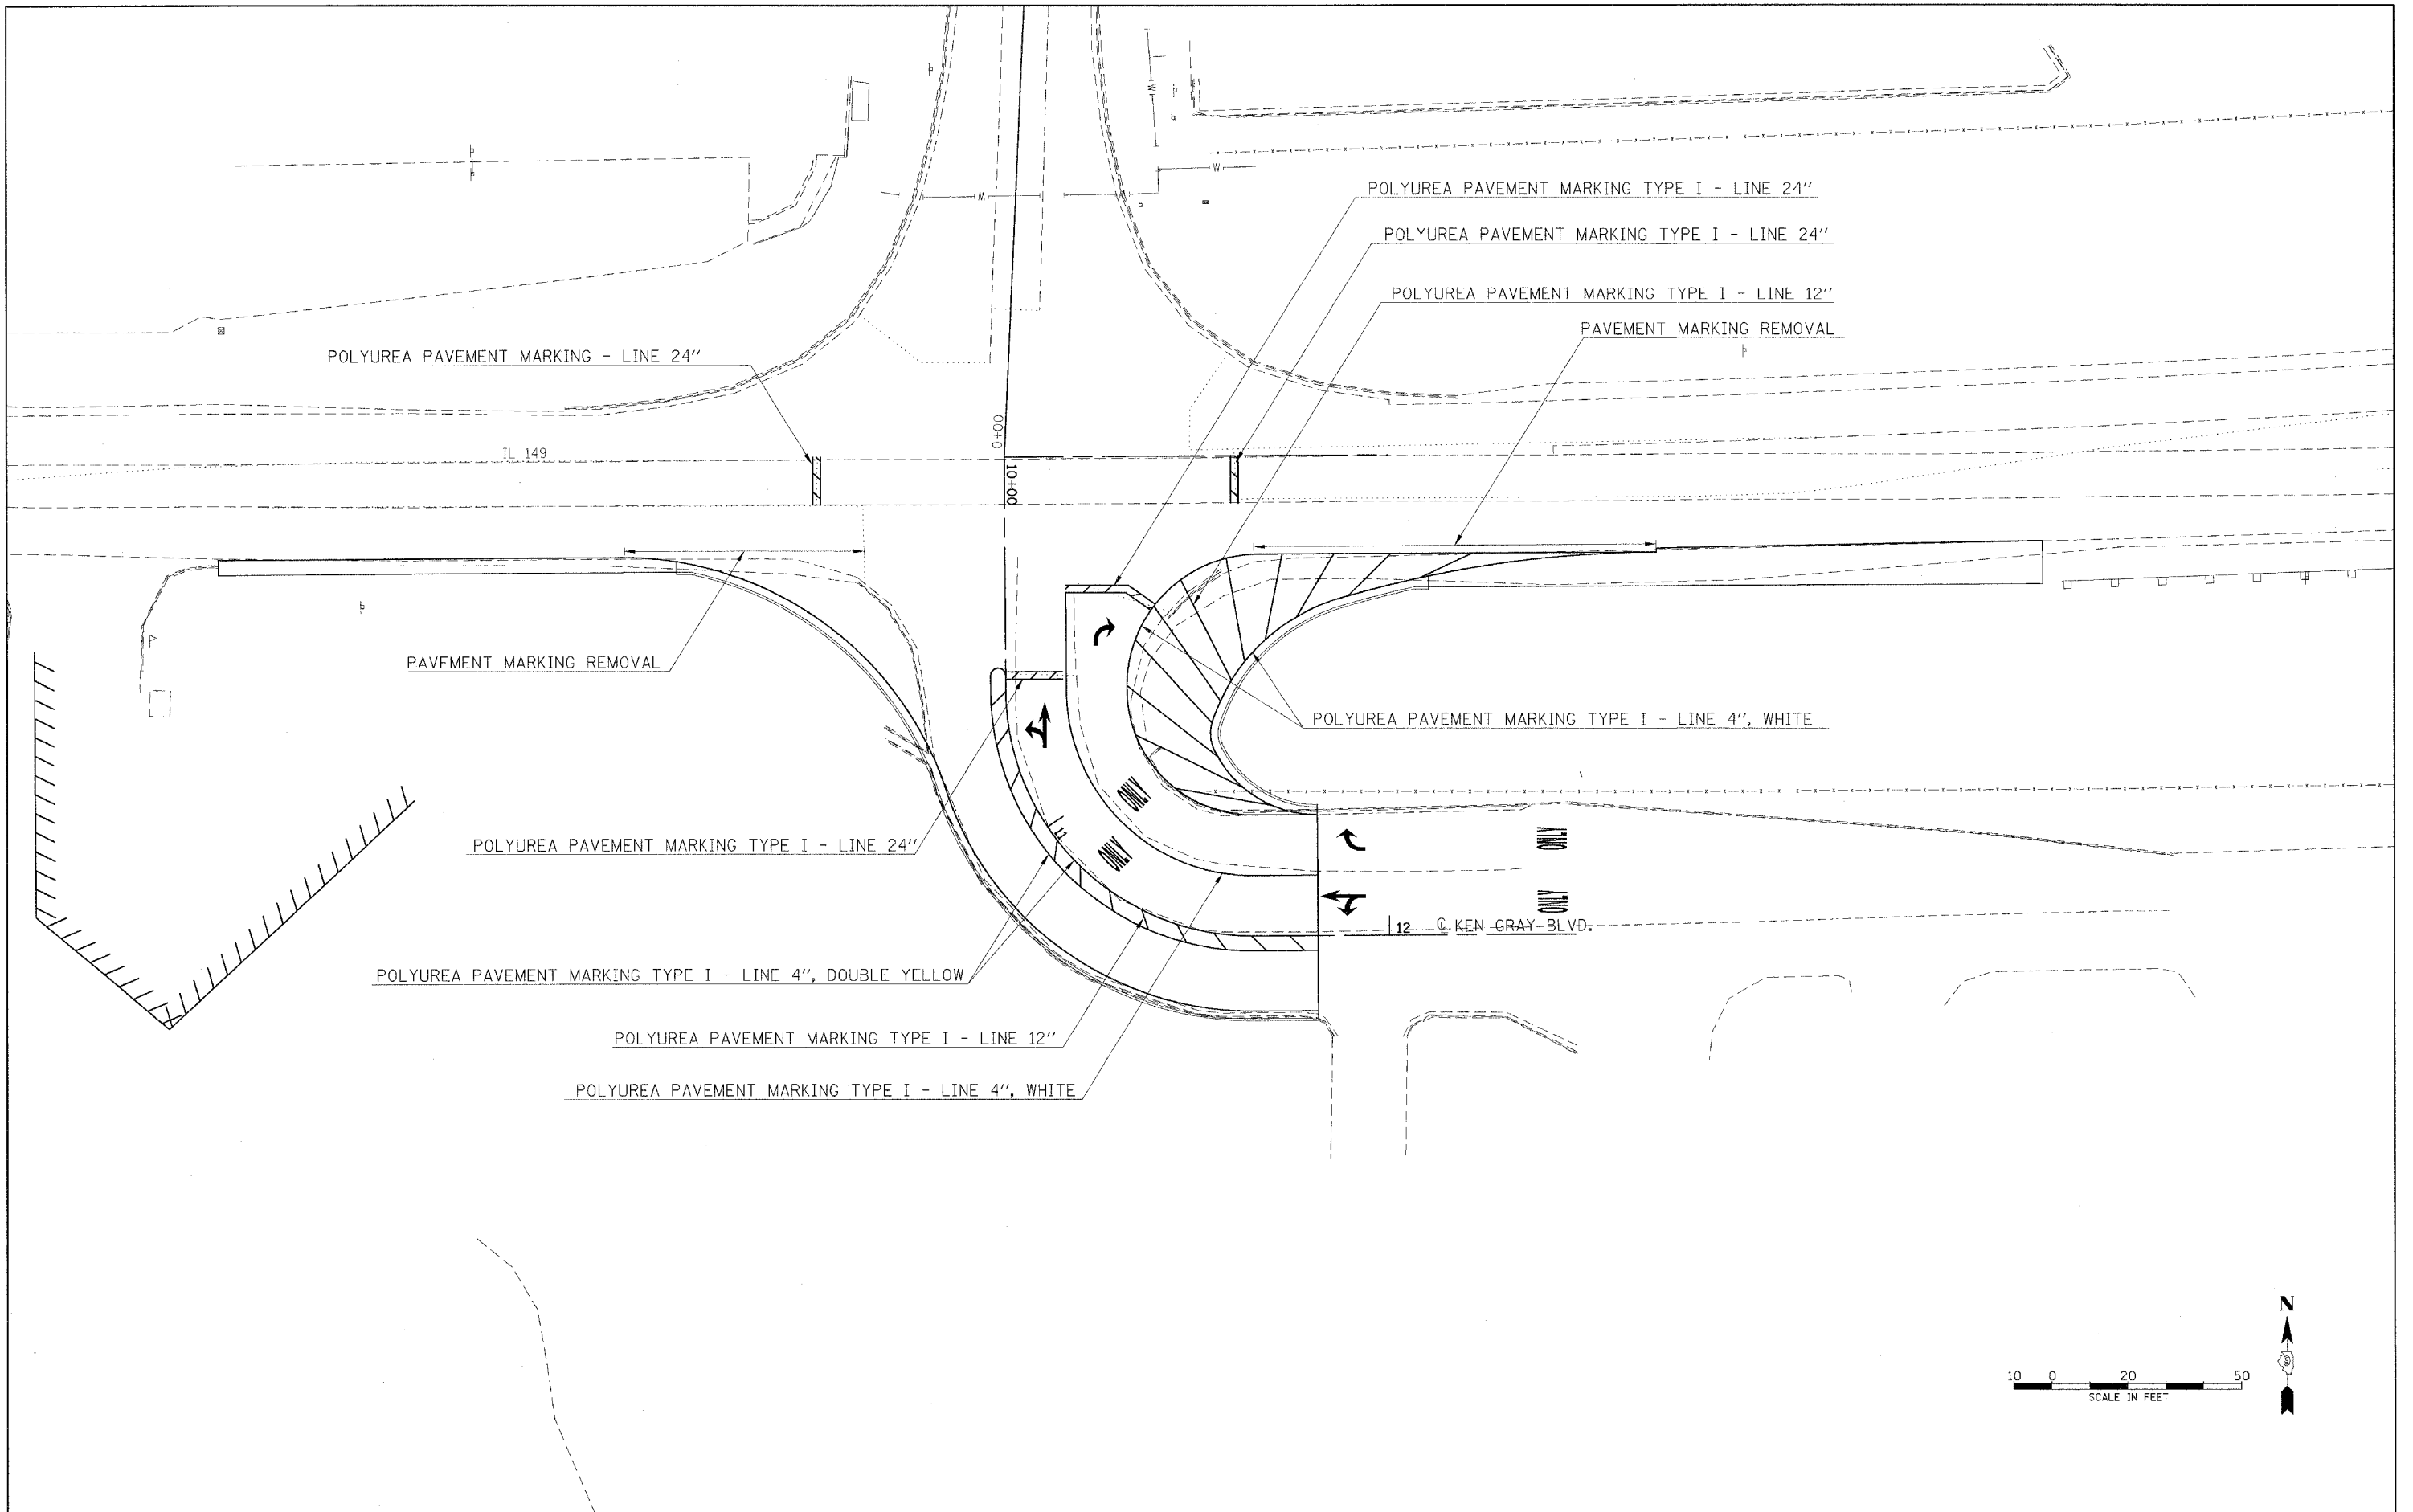 W
W
W
POLYUREA PAVEMENT MARKING TYPE I - LINE 24"
POLYUREA PAVEMENT MARKING TYPE I - LINE 24"
POLYUREA PAVEMENT MARKING TYPE I - LINE 12"
PAVEMENT MARKING REMOVAL
POLYUREA PAVEMENT MARKING - LINE 24"
IL 149
0+00
10+00
PAVEMENT MARKING REMOVAL
POLYUREA PAVEMENT MARKING TYPE I - LINE 4", WHITE
ONLY
ONLY
11
ONLY
ONLY
POLYUREA PAVEMENT MARKING TYPE I - LINE 24"
12 ℄ KEN GRAY BLVD.
POLYUREA PAVEMENT MARKING TYPE I - LINE 4", DOUBLE YELLOW
POLYUREA PAVEMENT MARKING TYPE I - LINE 12"
POLYUREA PAVEMENT MARKING TYPE I - LINE 4", WHITE
N
10 0 20 50
SCALE IN FEET